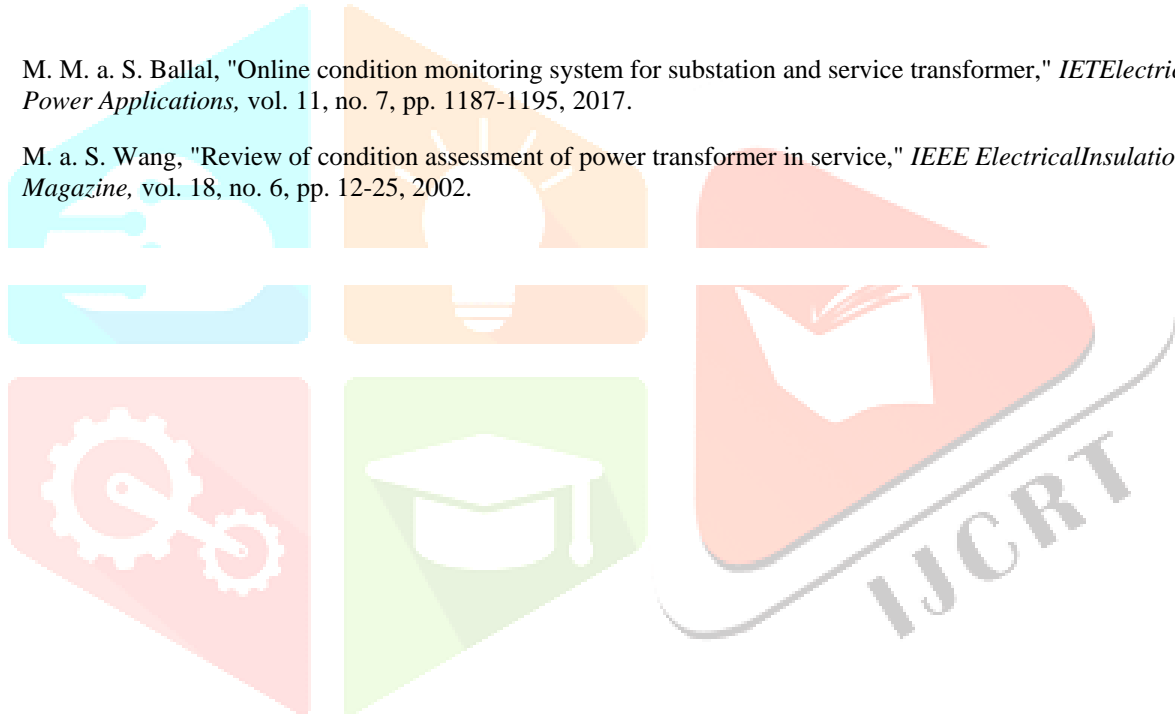 M. M. a. S. Ballal, "Online condition monitoring system for substation and service transformer," IETElectric
Power Applications, vol. 11, no. 7, pp. 1187-1195, 2017.
M. a. S. Wang, "Review of condition assessment of power transformer in service," IEEE ElectricalInsulatio
Magazine, vol. 18, no. 6, pp. 12-25, 2002.
IJCRT